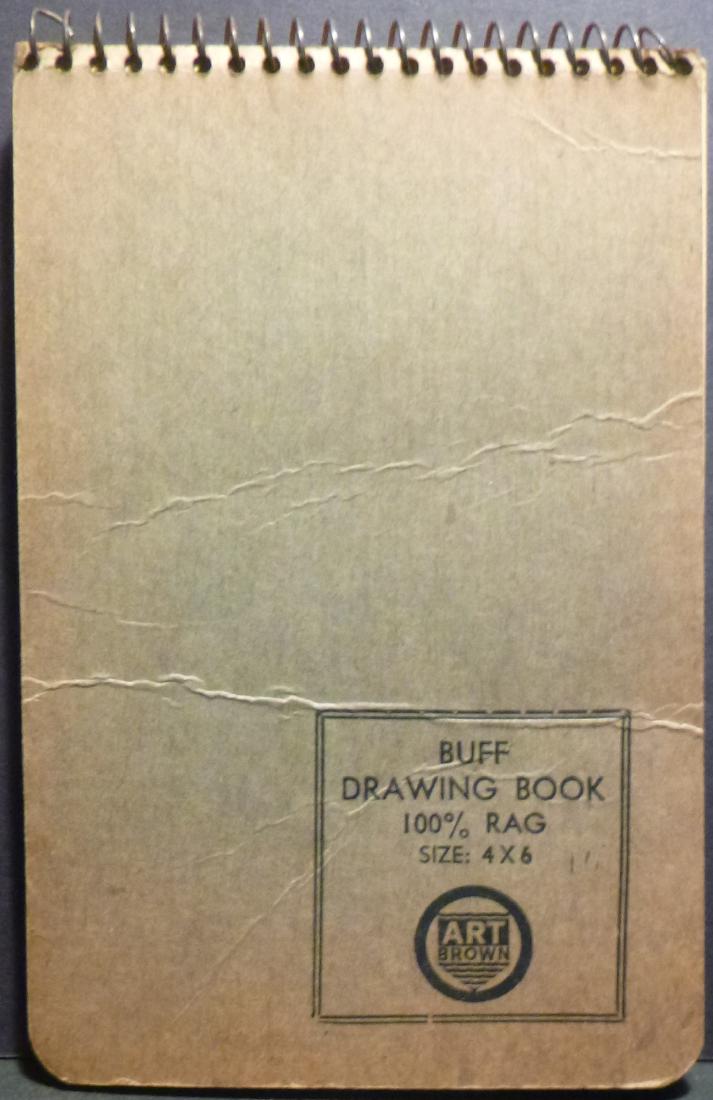 BUFF
DRAWING BOOK
100% RAG
SIZE: 4X6
ART
BROWN